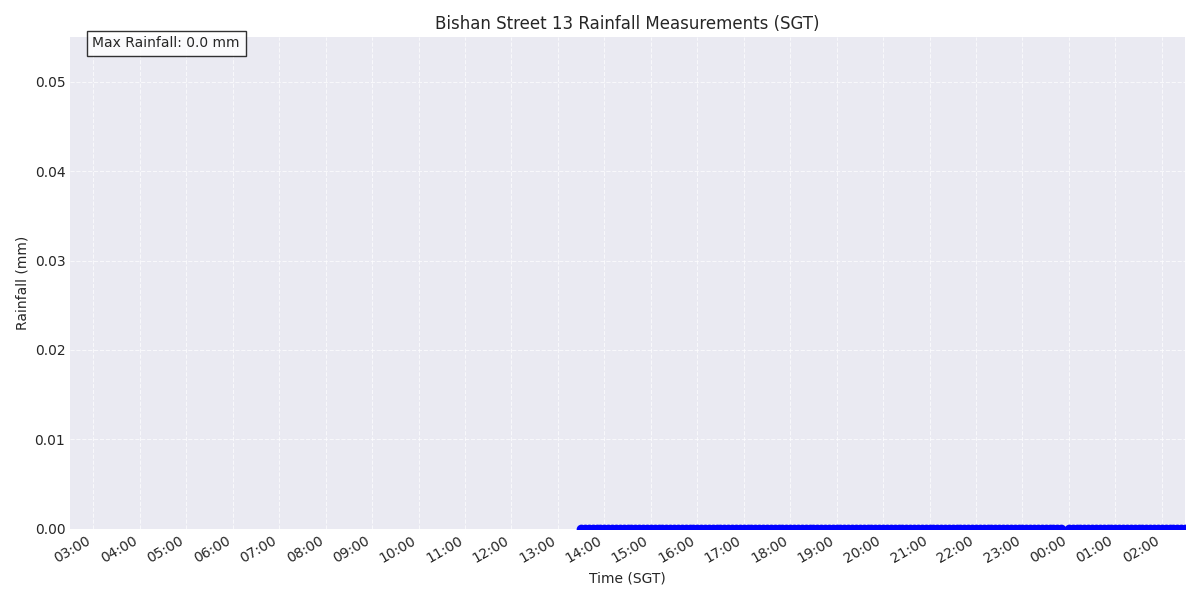 Bishan Street 13 Rainfall Measurements (SGT)
Max Rainfall: 0.0 mm
Rainfall (mm)
0.05
0.04
0.03
0.02
0.01
0.00
03:00 04:00 05:00 06:00 07:00 08:00 09:00 10:00 11:00 12:00 13:00 14:00 15:00 16:00 17:00 18:00 19:00 20:00 21:00 22:00 23:00 00:00 01:00 02:00
Time (SGT)